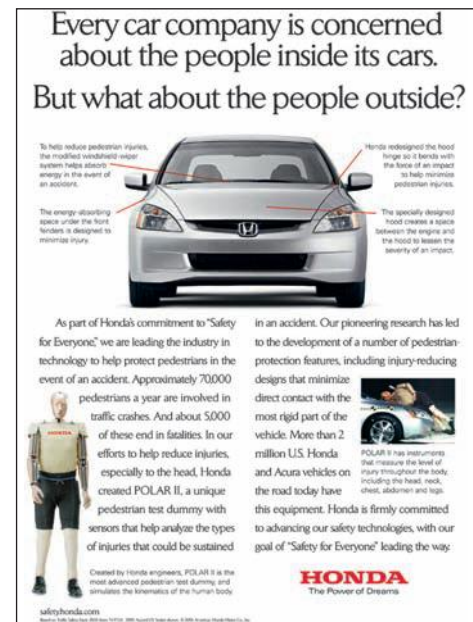 Every car company is concerned
about the people inside its cars.
But what about the people outside?
To help reduce pedestrian injuries,
the modified windshield-wiper
system helps absorb
energy in the event of
an accident.
Honda redesigned the hood
hinge so it bends with
the force of an impact
to help minimize
pedestrian injuries.
The energy-absorbing
space under the front
fenders is designed to
minimize injury.
The specially designed
hood creates a space
between the engine and
the hood to lessen the
severity of an impact.
As part of Honda's commitment to "Safety
for Everyone," we are leading the industry in
technology to help protect pedestrians in the
event of an accident. Approximately 70,000
pedestrians a year are involved in
traffic crashes. And about 5,000
of these end in fatalities. In our
efforts to help reduce injuries,
especially to the head, Honda
created POLAR II, a unique
pedestrian test dummy with
sensors that help analyze the types
of injuries that could be sustained
in an accident. Our pioneering research has led
to the development of a number of pedestrian-
protection features, including injury-reducing
designs that minimize
direct contact with the
most rigid part of the
vehicle. More than 2
million U.S. Honda
and Acura vehicles on
the road today have
this equipment. Honda is firmly committed
to advancing our safety technologies, with our
goal of "Safety for Everyone" leading the way.
POLAR II has instruments
that measure the level of
injury throughout the body,
including the head, neck,
chest, abdomen and legs.
HONDA
Created by Honda engineers, POLAR II is the
most advanced pedestrian test dummy, and
simulates the kinematics of the human body.
HONDA
The Power of Dreams
safety.honda.com